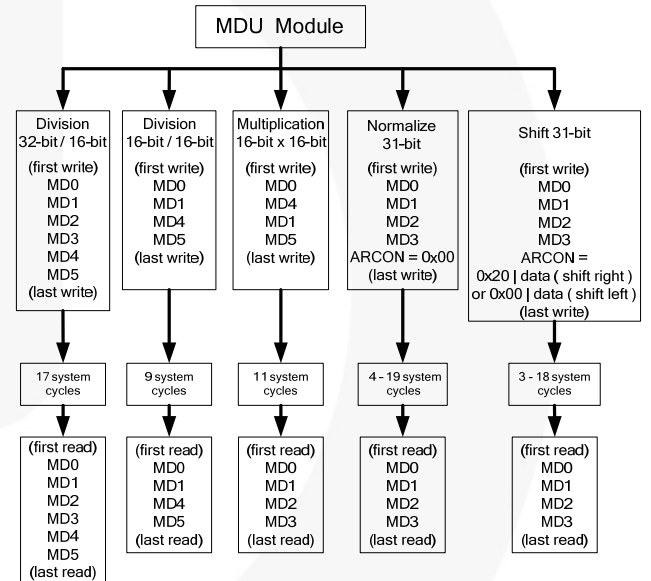 MDU Module
Division
32-bit / 16-bit
(first write)
MD0
MD1
MD2
MD3
MD4
MD5
(last write)
17 system
cycles
(first read)
MD0
MD1
MD2
MD3
MD4
MD5
(last read)
Division
16-bit / 16-bit
(first write)
MD0
MD1
MD4
MD5
(last write)
9 system
cycles
(first read)
MD0
MD1
MD4
MD5
(last read)
Multiplication
16-bit x 16-bit
(first write)
MD0
MD4
MD1
MD5
(last write)
11 system
cycles
(first read)
MD0
MD1
MD2
MD3
(last read)
Normalize
31-bit
(first write)
MD0
MD1
MD2
MD3
ARCON = 0x00
(last write)
4 - 19 system
cycles
(first read)
MD0
MD1
MD2
MD3
(last read)
Shift 31-bit
(first write)
MD0
MD1
MD2
MD3
ARCON =
0x20 | data ( shift right )
or 0x00 | data ( shift left )
(last write)
3 - 18 system
cycles
(first read)
MD0
MD1
MD2
MD3
(last read)